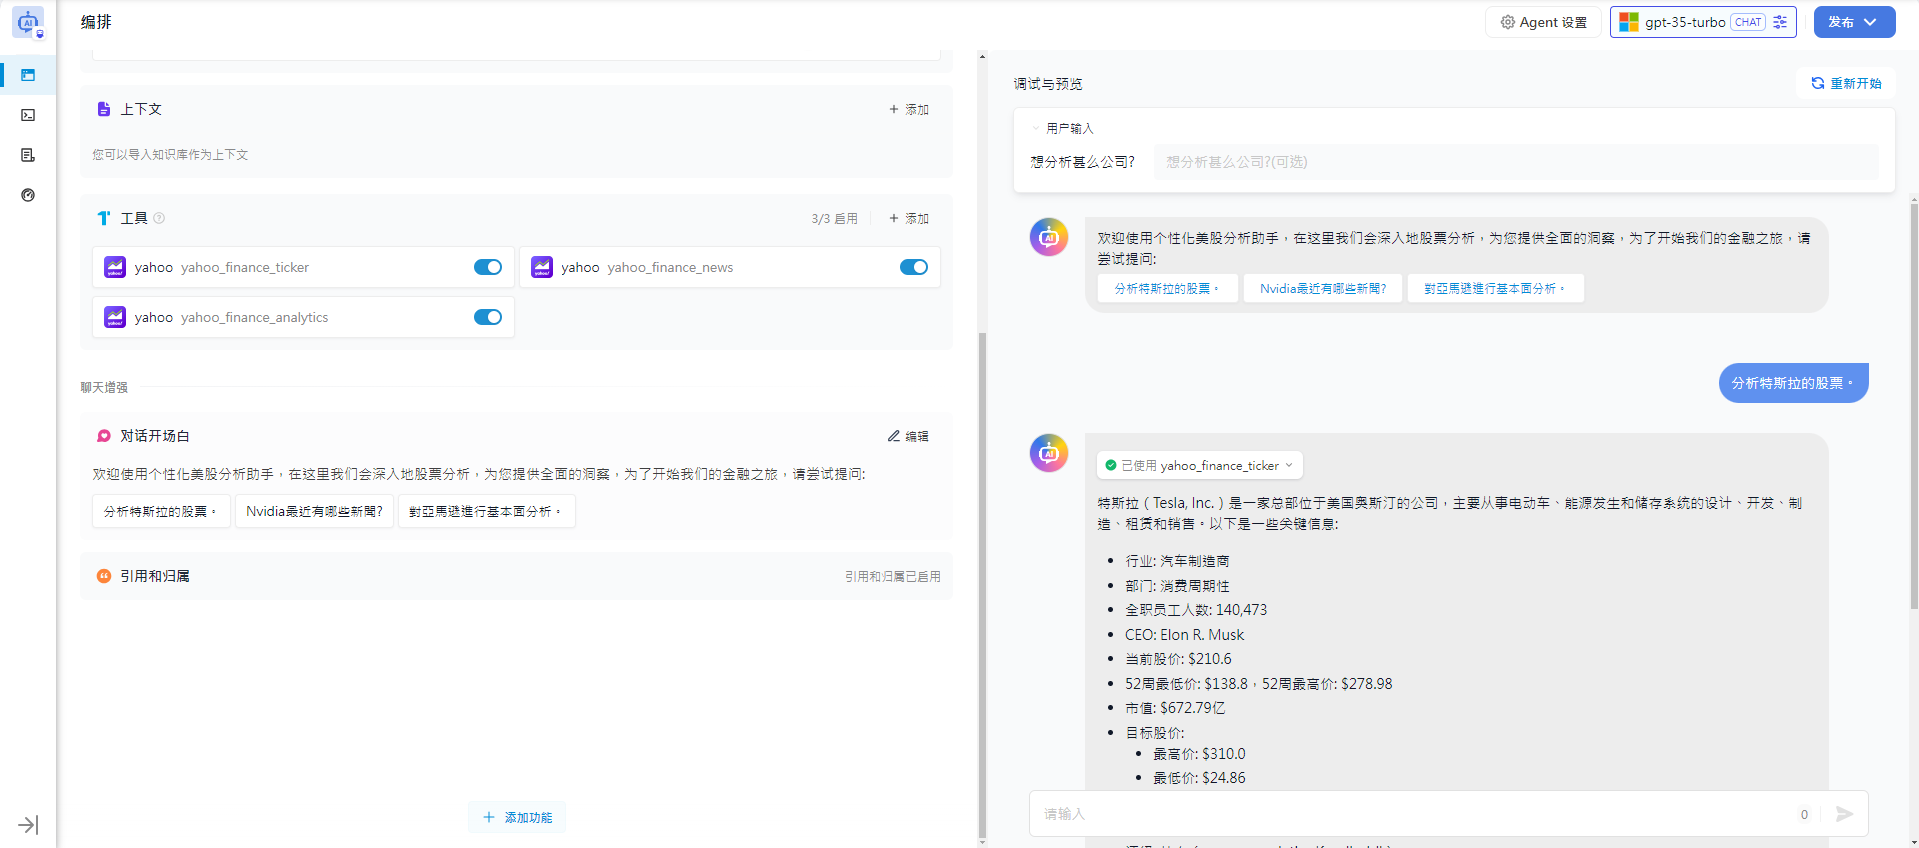 编排
Agent 设置
gpt-35-turbo
CHAT
发布
上下文
添加
您可以导入知识库作为上下文
工具
3/3 启用
添加
yahoo yahoo_finance_ticker
yahoo yahoo_finance_news
yahoo yahoo_finance_analytics
聊天增强
对话开场白
编辑
欢迎使用个性化美股分析助手，在这里我们会深入地股票分析，为您提供全面的洞察，为了开始我们的金融之旅，请尝试提问:
分析特斯拉的股票。
Nvidia最近有哪些新聞?
對亞馬遜進行基本面分析。
引用和归属
引用和归属已启用
添加功能
调试与预览
重新开始
用户输入
想分析甚么公司?
想分析甚么公司?(可选)
欢迎使用个性化美股分析助手，在这里我们会深入地股票分析，为您提供全面的洞察，为了开始我们的金融之旅，请
尝试提问:
分析特斯拉的股票。
Nvidia最近有哪些新聞?
對亞馬遜進行基本面分析。
分析特斯拉的股票。
已使用 yahoo_finance_ticker
特斯拉（Tesla, Inc.）是一家总部位于美国奥斯汀的公司，主要从事电动车、能源发生和储存系统的设计、开发、制
造、租赁和销售。以下是一些关键信息:
行业: 汽车制造商
部门: 消费周期性
全职员工人数: 140,473
CEO: Elon R. Musk
当前股价: $210.6
52周最低价: $138.8，52周最高价: $278.98
市值: $672.79亿
目标股价:
最高价: $310.0
最低价: $24.86
请输入
0